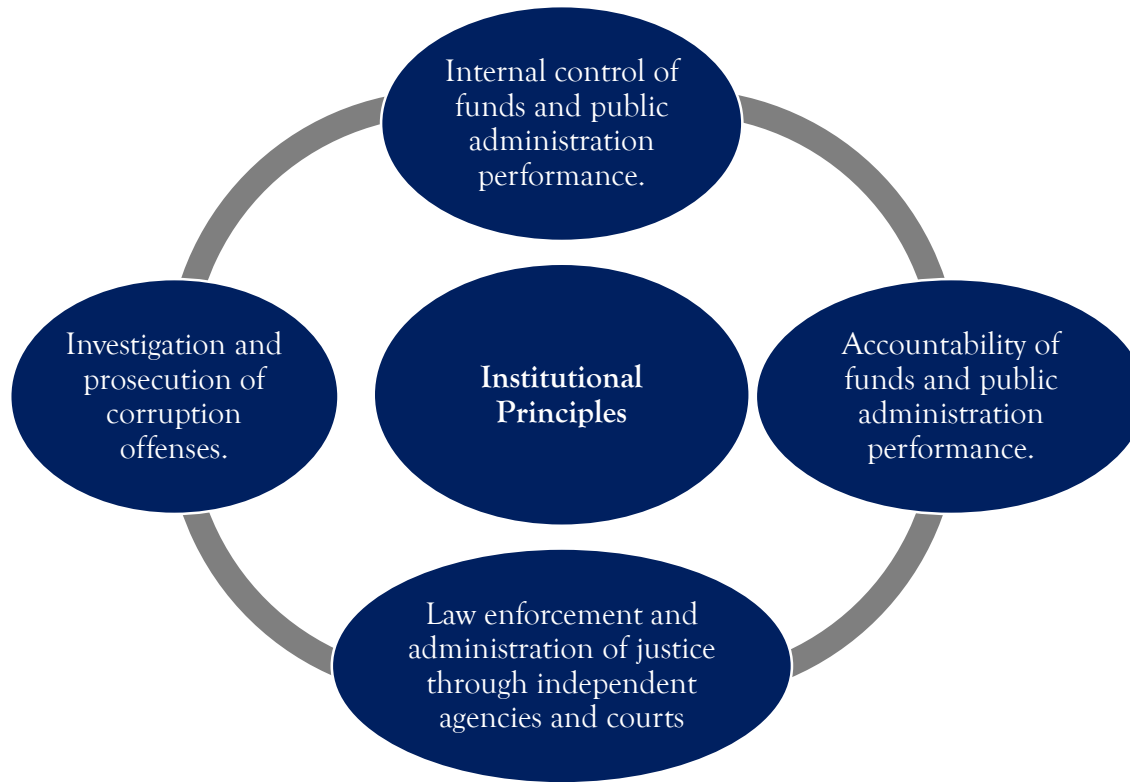 Internal control of
funds and public
administration
performance.
Investigation and
prosecution of
corruption
offenses.
Institutional
Principles
Accountability of
funds and public
administration
performance.
Law enforcement and
administration of justice
through independent
agencies and courts